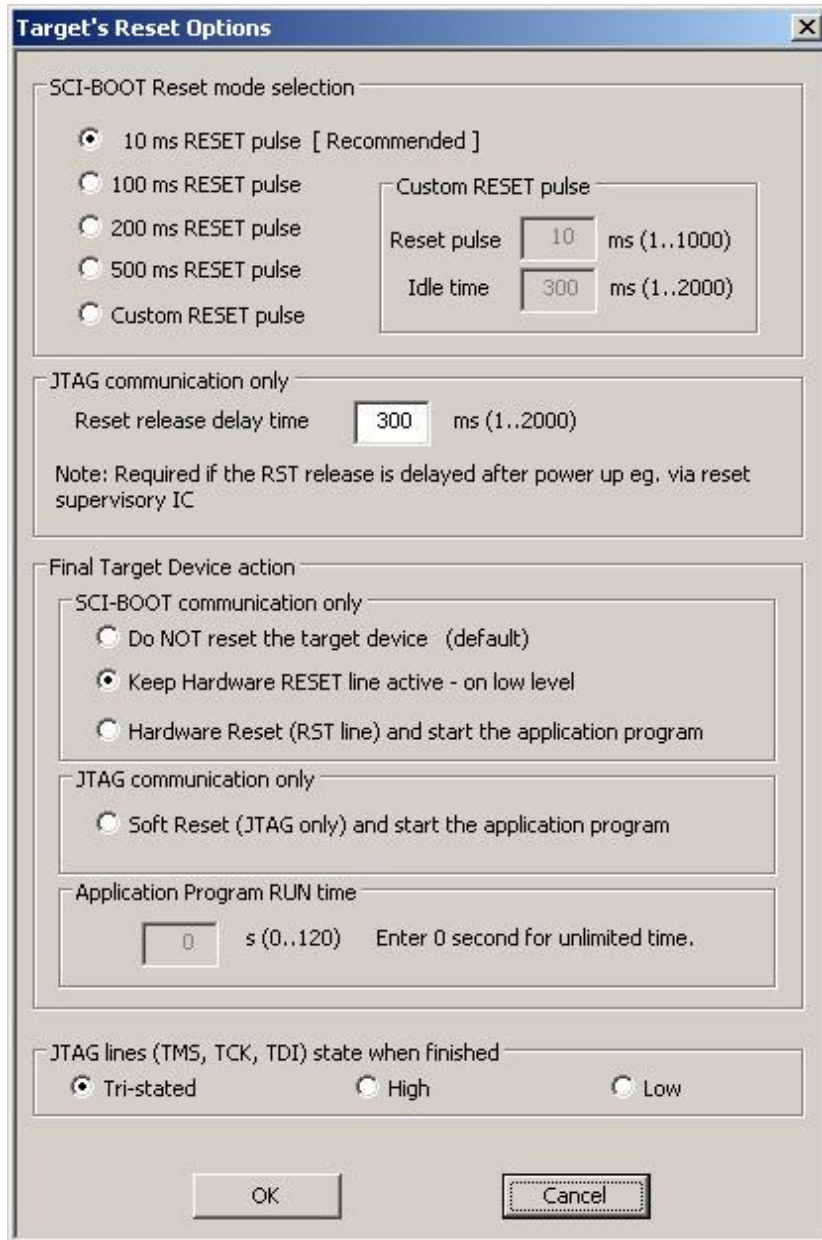 Target's Reset Options
SCI-BOOT Reset mode selection
10 ms RESET pulse [ Recommended ]
100 ms RESET pulse
200 ms RESET pulse
500 ms RESET pulse
Custom RESET pulse
Custom RESET pulse
Reset pulse 10 ms (1..1000)
Idle time 300 ms (1..2000)
JTAG communication only
Reset release delay time 300 ms (1..2000)
Note: Required if the RST release is delayed after power up eg. via reset
supervisory IC
Final Target Device action
SCI-BOOT communication only
Do NOT reset the target device (default)
Keep Hardware RESET line active - on low level
Hardware Reset (RST line) and start the application program
JTAG communication only
Soft Reset (JTAG only) and start the application program
Application Program RUN time
0 s (0..120) Enter 0 second for unlimited time.
JTAG lines (TMS, TCK, TDI) state when finished
Tri-stated High Low
OK Cancel